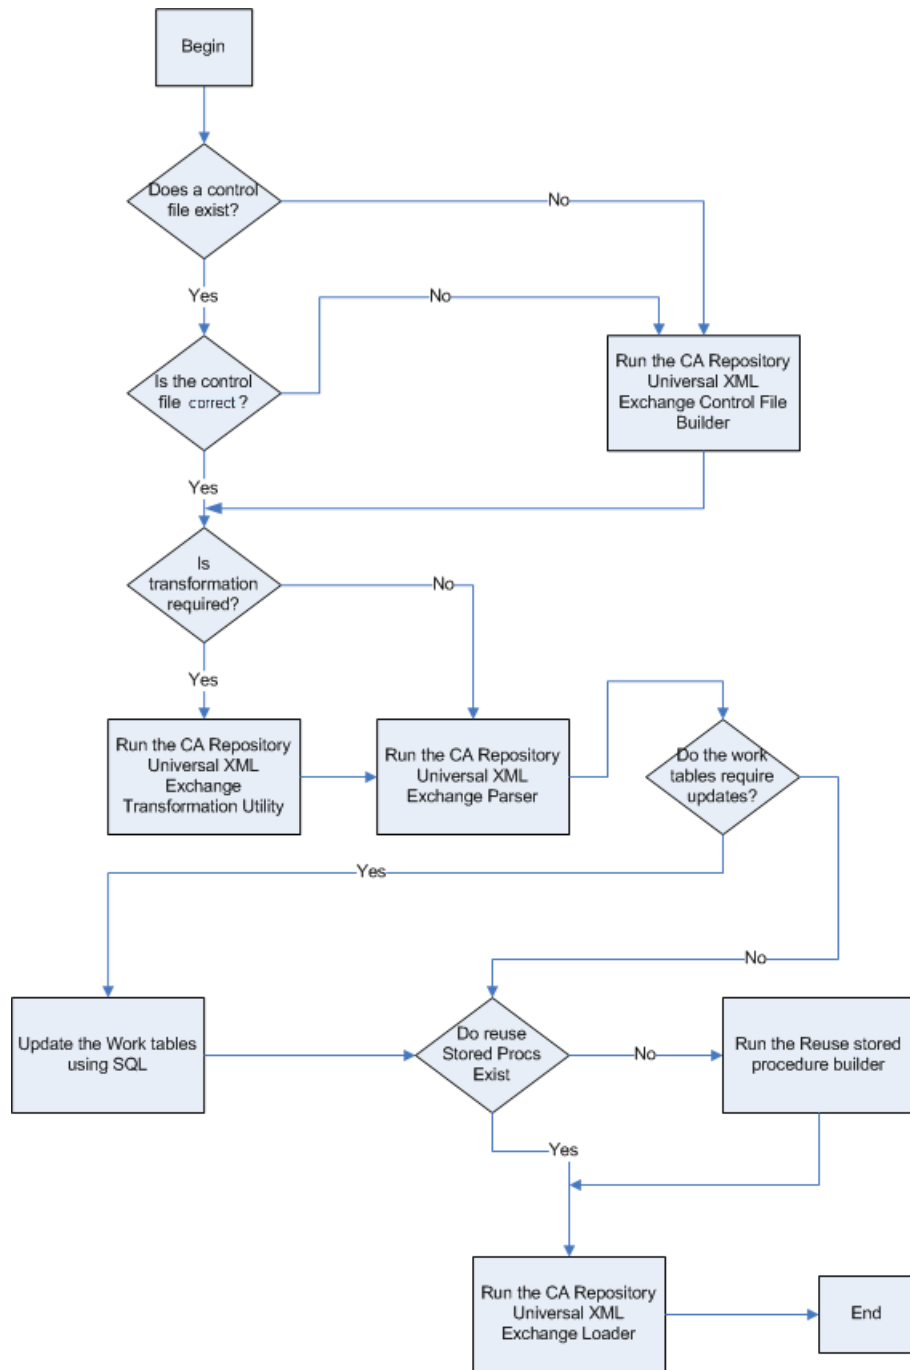 Begin
Does a control
file exist?
No
Yes
No
Is the control
file correct?
Run the CA Repository
Universal XML
Exchange Control File
Builder
Yes
Is
transformation
required?
No
Yes
Run the CA Repository
Universal XML
Exchange
Transformation Utility
Run the CA Repository
Universal XML
Exchange Parser
Do the work
tables require
updates?
Yes
No
Update the Work tables
using SQL
Do reuse
Stored Procs
Exist
No
Run the Reuse stored
procedure builder
Yes
Run the CA Repository
Universal XML
Exchange Loader
End